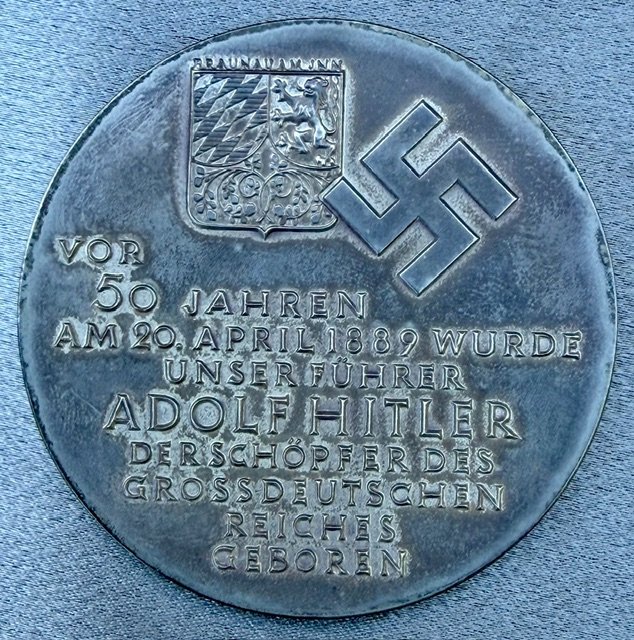 BRAUNAU AM INN
VOR
50 JAHREN
AM 20. APRIL 1889 WURDE
UNSER FÜHRER
ADOLF HITLER
DER SCHÖPFER DES
GROSSDEUTSCHEN
REICHES
GEBOREN